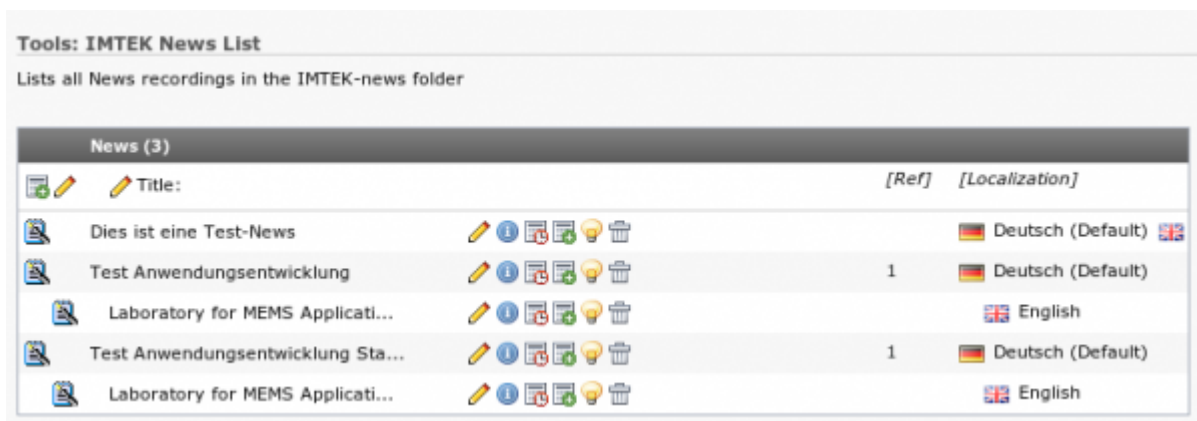 Tools: IMTEK News List
Lists all News recordings in the IMTEK-news folder
News (3)
Title: [Ref] [Localization]
Dies ist eine Test-News Deutsch (Default)
Test Anwendungsentwicklung 1 Deutsch (Default)
Laboratory for MEMS Applicati... English
Test Anwendungsentwicklung Sta... 1 Deutsch (Default)
Laboratory for MEMS Applicati... English